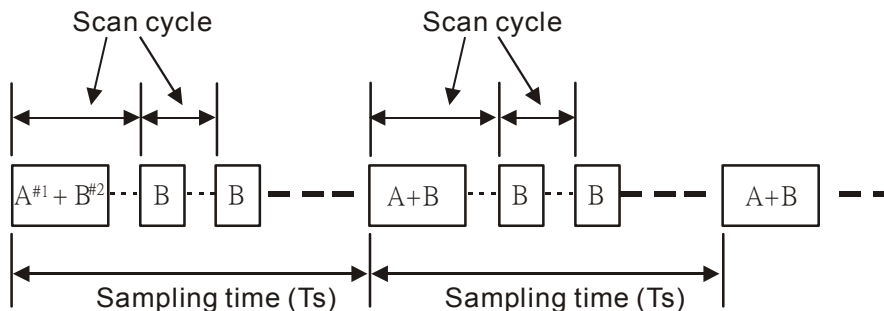 Scan cycle Scan cycle
A#1 + B#2 B B A+B B B A+B
Sampling time (Ts) Sampling time (Ts)